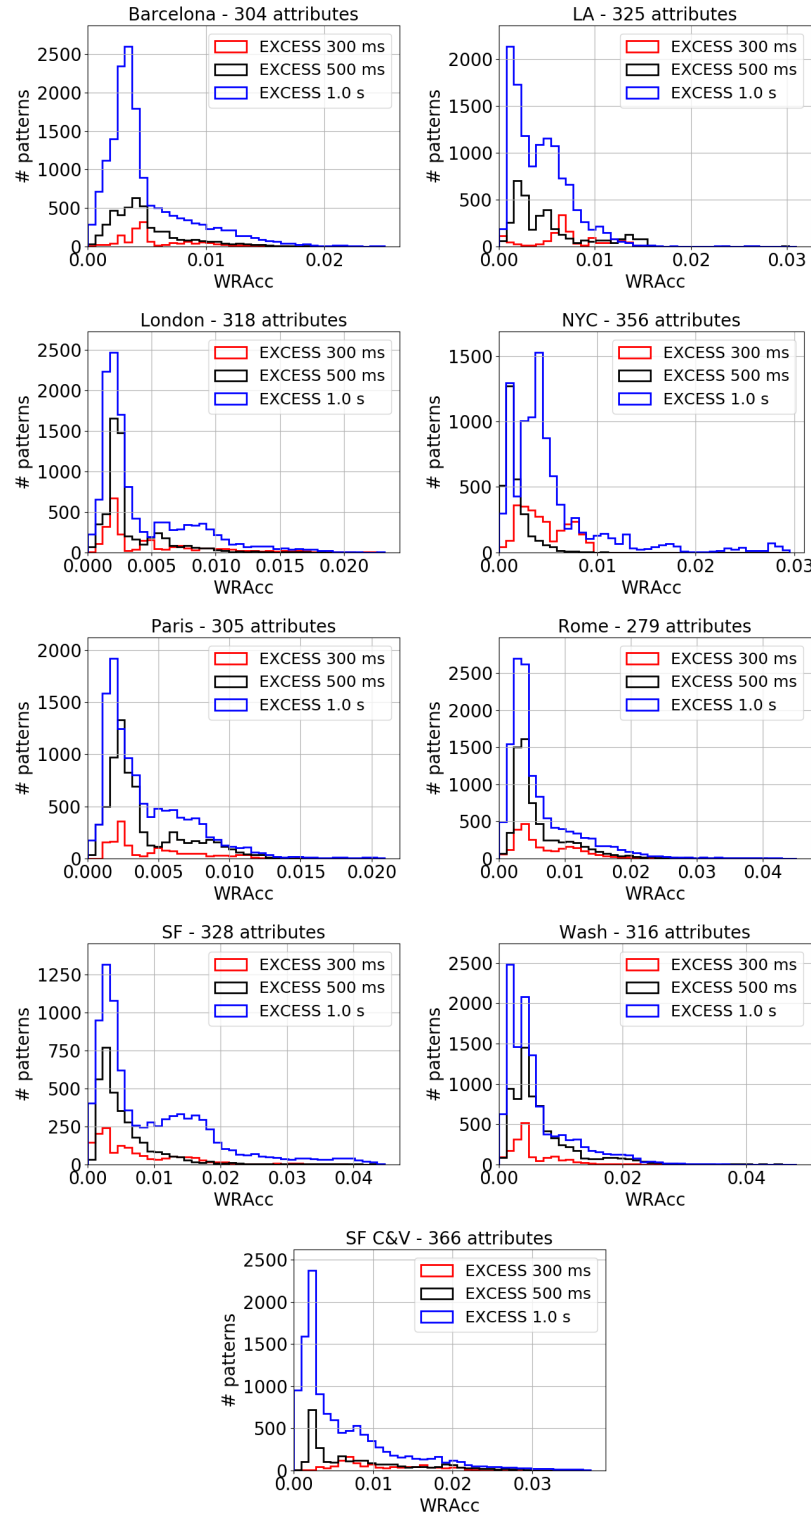 Barcelona - 304 attributes
# patterns
2500
2000
1500
1000
500
0
EXCESS 300 ms
EXCESS 500 ms
EXCESS 1.0 s
0.00 0.01 0.02
WRAcc
LA - 325 attributes
# patterns
2000
1500
1000
500
0
EXCESS 300 ms
EXCESS 500 ms
EXCESS 1.0 s
0.00 0.01 0.02 0.03
WRAcc
London - 318 attributes
# patterns
2500
2000
1500
1000
500
0
EXCESS 300 ms
EXCESS 500 ms
EXCESS 1.0 s
0.000 0.005 0.010 0.015 0.020
WRAcc
NYC - 356 attributes
# patterns
1500
1000
500
0
EXCESS 300 ms
EXCESS 500 ms
EXCESS 1.0 s
0.00 0.01 0.02 0.03
WRAcc
Paris - 305 attributes
# patterns
2000
1500
1000
500
0
EXCESS 300 ms
EXCESS 500 ms
EXCESS 1.0 s
0.000 0.005 0.010 0.015 0.020
WRAcc
Rome - 279 attributes
# patterns
2500
2000
1500
1000
500
0
EXCESS 300 ms
EXCESS 500 ms
EXCESS 1.0 s
0.00 0.01 0.02 0.03 0.04
WRAcc
SF - 328 attributes
# patterns
1250
1000
750
500
250
0
EXCESS 300 ms
EXCESS 500 ms
EXCESS 1.0 s
0.00 0.01 0.02 0.03 0.04
WRAcc
Wash - 316 attributes
# patterns
2500
2000
1500
1000
500
0
EXCESS 300 ms
EXCESS 500 ms
EXCESS 1.0 s
0.00 0.02 0.04
WRAcc
SF C&V - 366 attributes
# patterns
2500
2000
1500
1000
500
0
EXCESS 300 ms
EXCESS 500 ms
EXCESS 1.0 s
0.00 0.01 0.02 0.03
WRAcc